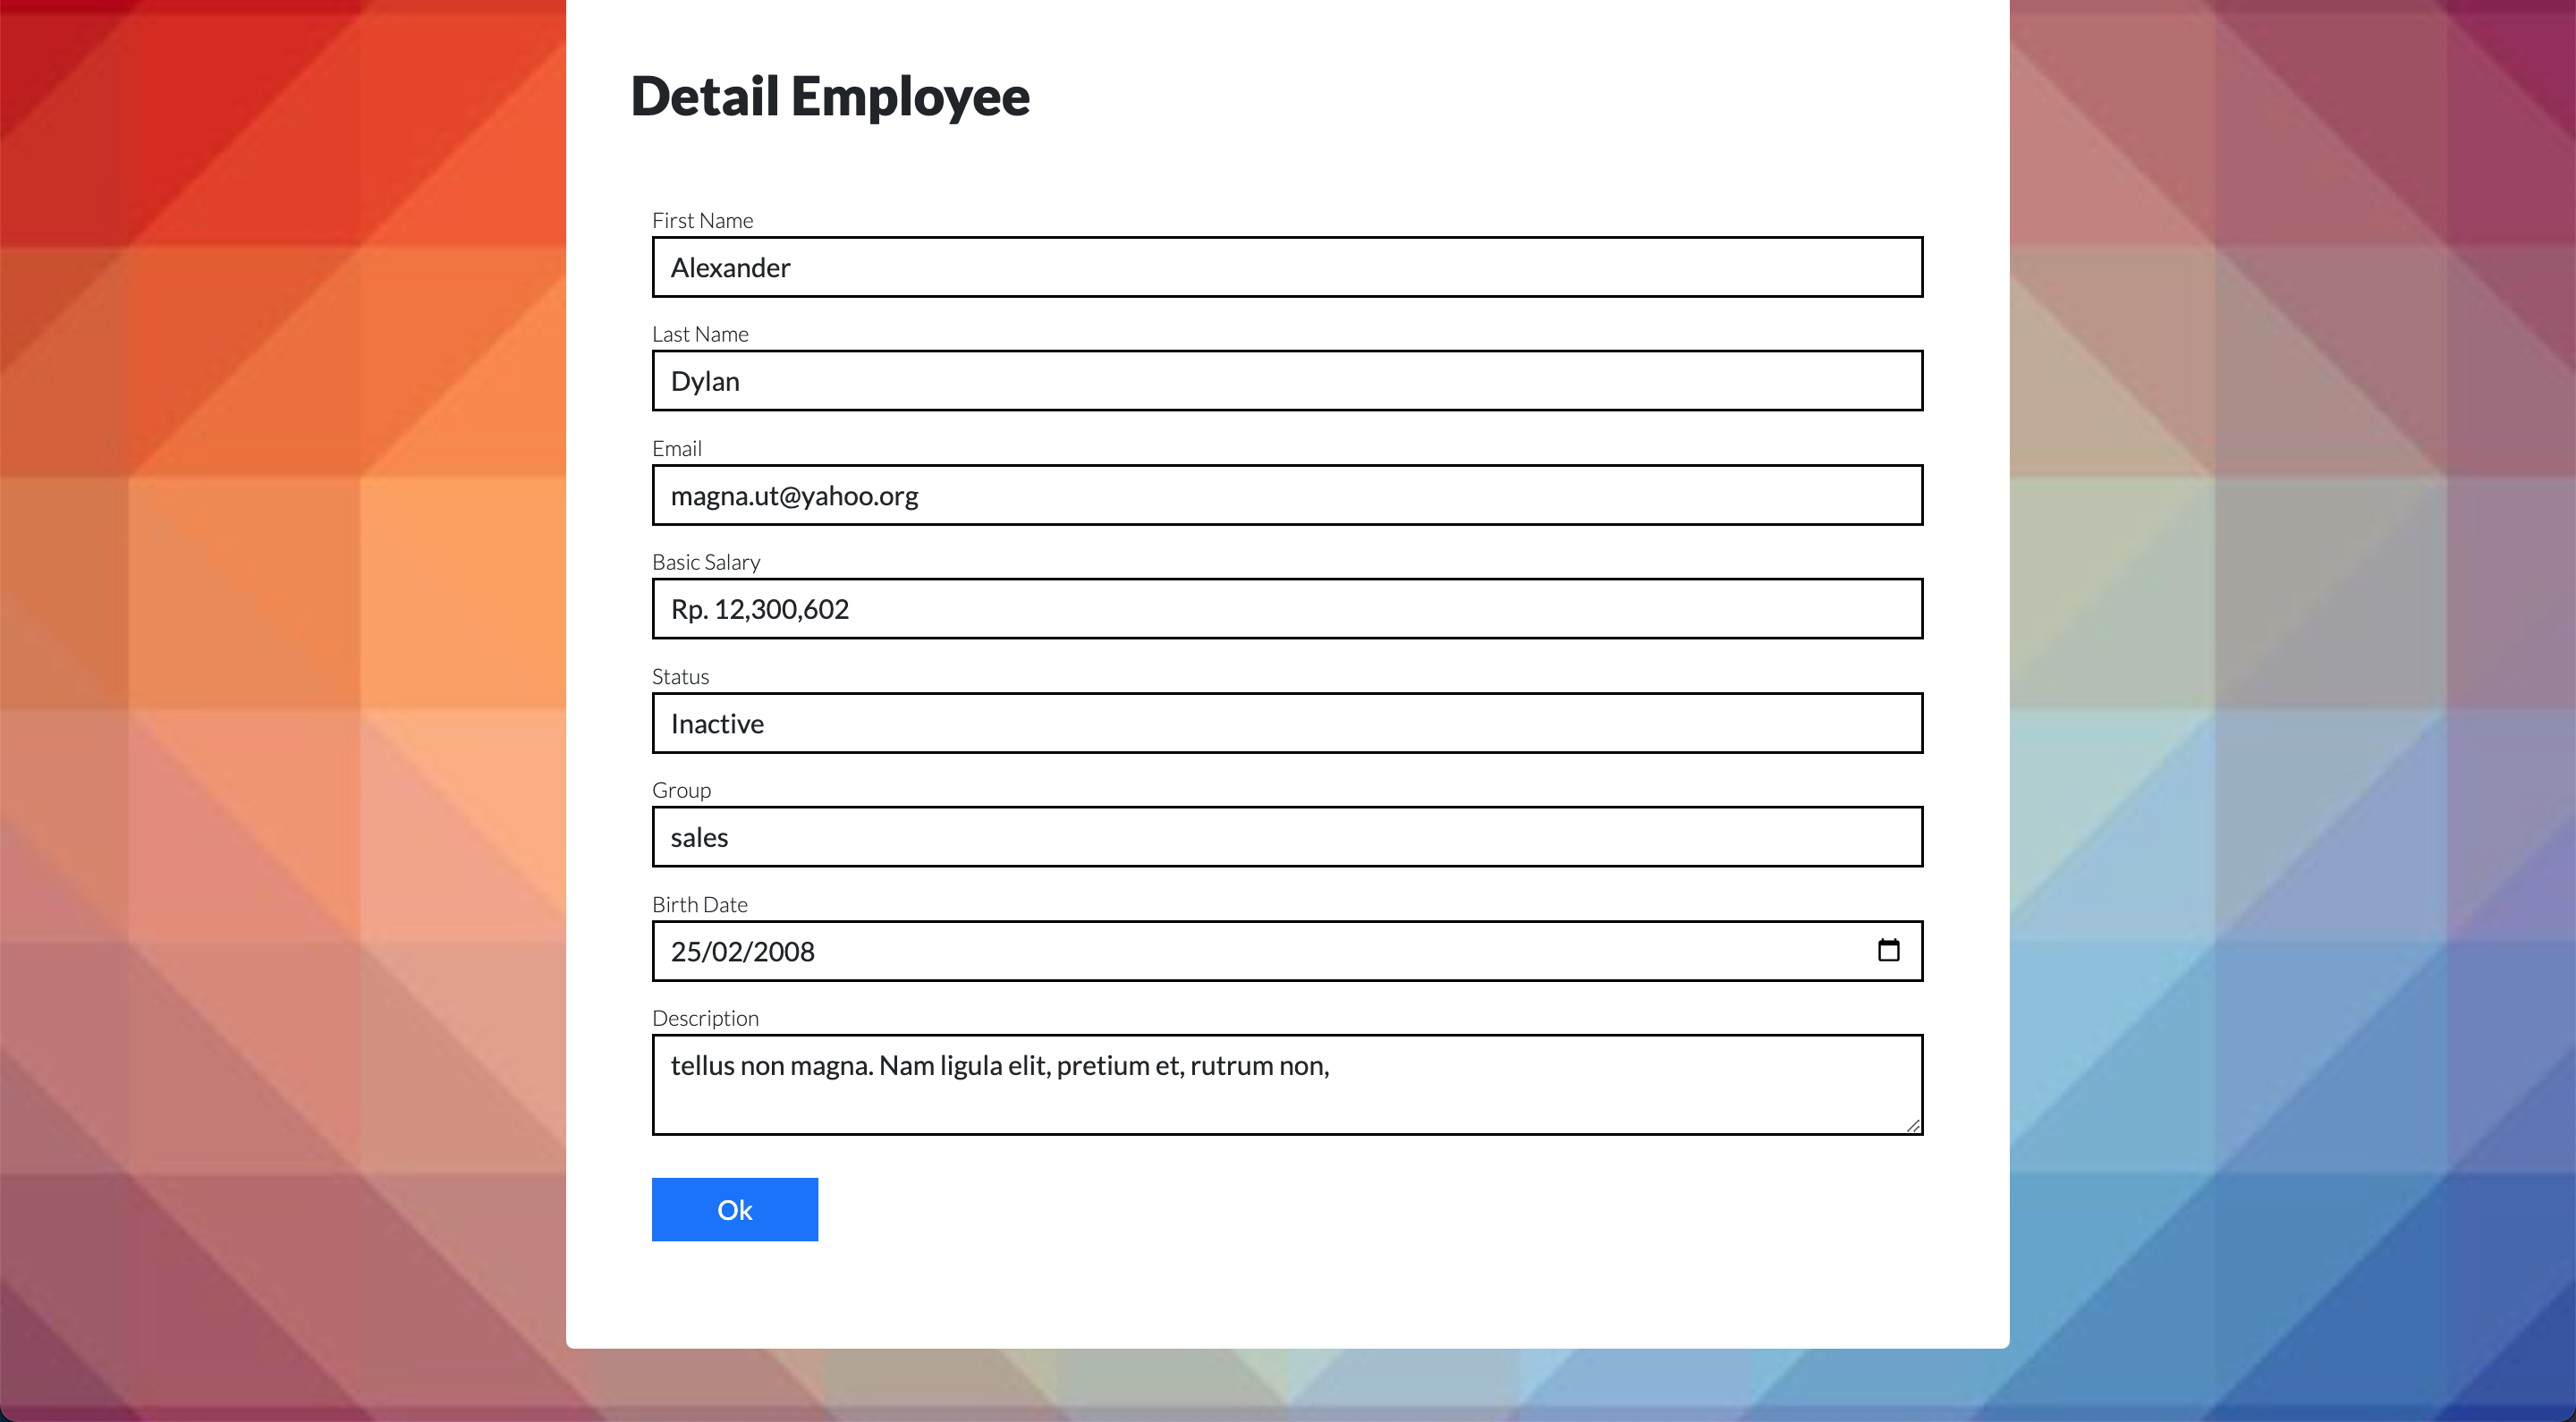 Detail Employee
First Name
Alexander
Last Name
Dylan
Email
magna.ut@yahoo.org
Basic Salary
Rp. 12,300,602
Status
Inactive
Group
sales
Birth Date
25/02/2008
Description
tellus non magna. Nam ligula elit, pretium et, rutrum non,
Ok